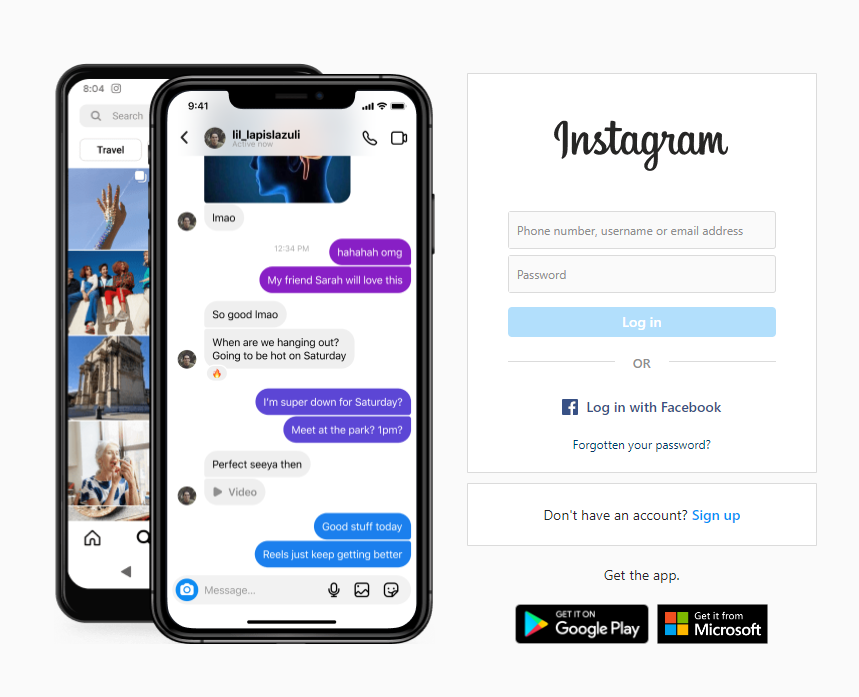 8:04
Search
Travel
9:41
lil_lapislazuli
Active now
lmao
12:34 PM
hahahah omg
My friend Sarah will love this
So good lmao
When are we hanging out?
Going to be hot on Saturday
I'm super down for Saturday?
Meet at the park? 1pm?
Perfect seeya then
Video
Good stuff today
Reels just keep getting better
Message...
Instagram
Phone number, username or email address
Password
Log in
OR
Log in with Facebook
Forgotten your password?
Don't have an account? Sign up
Get the app.
GET IT ON
Google Play
Get it from
Microsoft